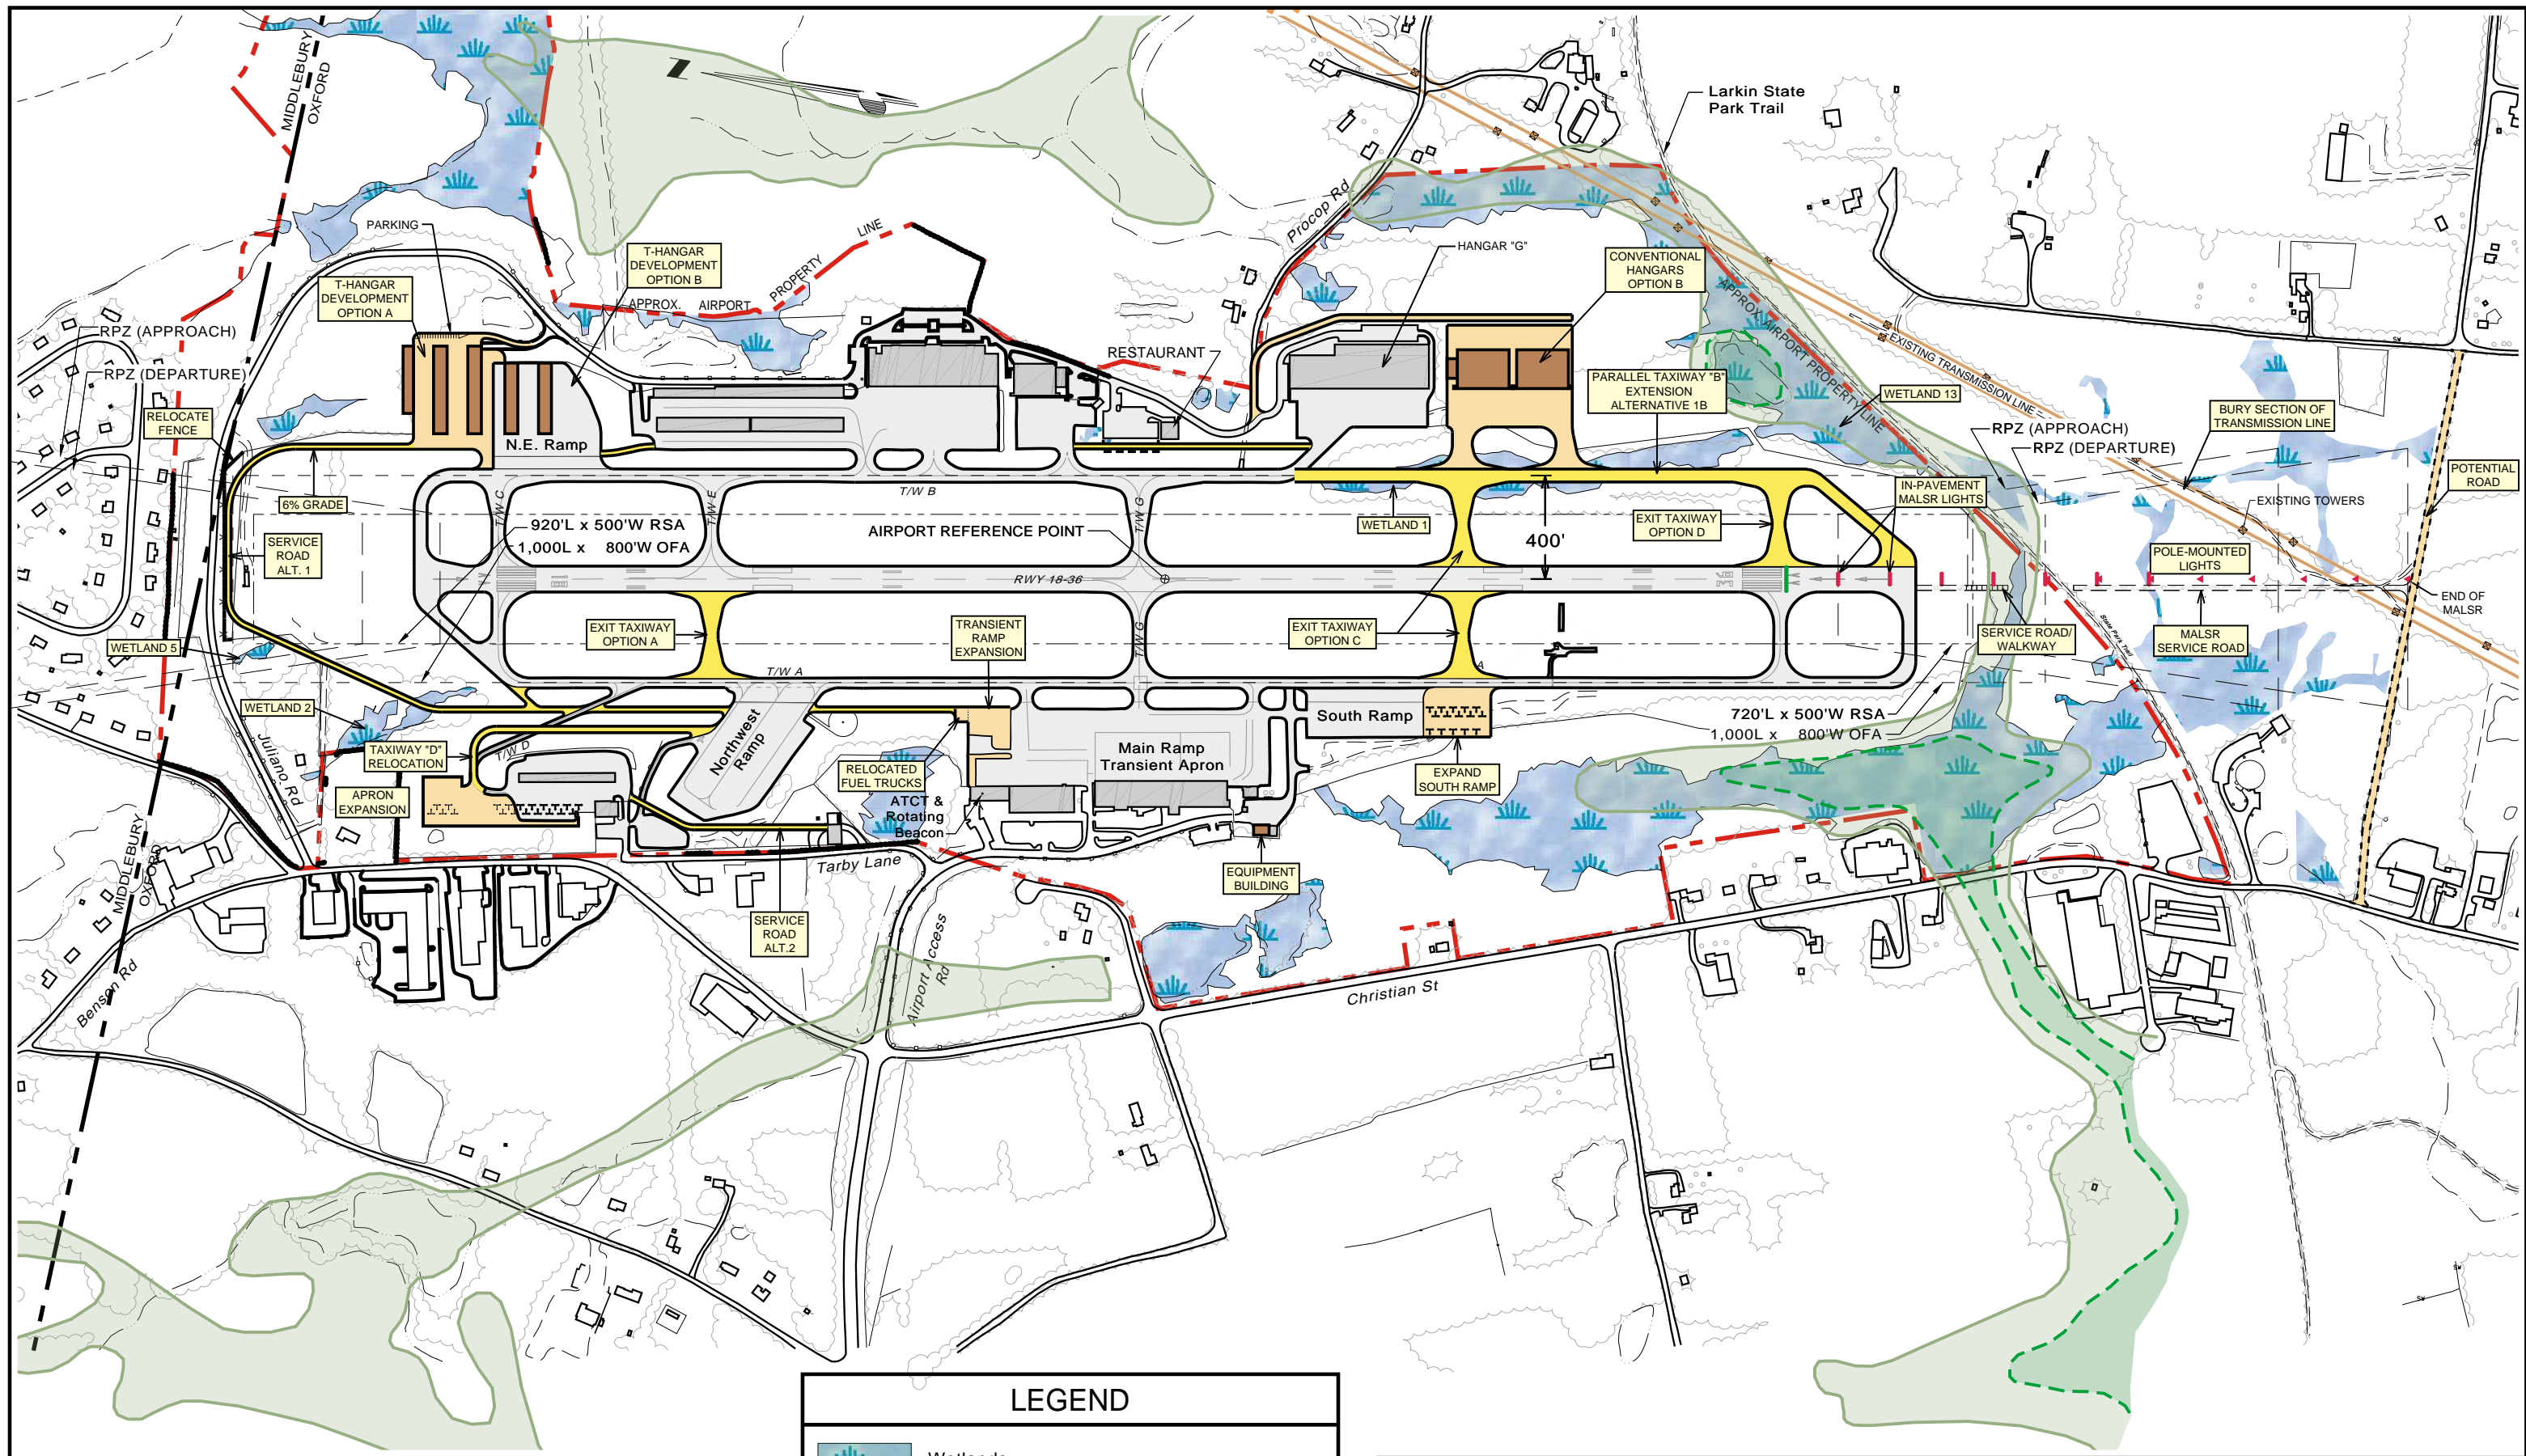 MIDDLEBURY
OXFORD
Larkin State
Park Trail
Procop Rd
PARKING
T-HANGAR
DEVELOPMENT
OPTION A
T-HANGAR
DEVELOPMENT
OPTION B
APPROX. AIRPORT PROPERTY LINE
HANGAR "G"
CONVENTIONAL
HANGARS
OPTION B
APPROX AIRPORT PROPERTY LINE
RPZ (APPROACH)
RPZ (DEPARTURE)
RELOCATE
FENCE
RESTAURANT
PARALLEL TAXIWAY "B"
EXTENSION
ALTERNATIVE 1B
WETLAND 13
EXISTING TRANSMISSION LINE
SW
BURY SECTION OF
TRANSMISSION LINE
RPZ (APPROACH)
RPZ (DEPARTURE)
POTENTIAL
ROAD
N.E. Ramp
6% GRADE
T/W C
T/W E
T/W B
T/W G
IN-PAVEMENT
MALSR LIGHTS
EXISTING TOWERS
920'L x 500'W RSA
1,000L x 800'W OFA
AIRPORT REFERENCE POINT
WETLAND 1
400'
EXIT TAXIWAY
OPTION D
SERVICE
ROAD
ALT. 1
POLE-MOUNTED
LIGHTS
RWY 18-36
END OF
MALSR
EXIT TAXIWAY
OPTION A
TRANSIENT
RAMP
EXPANSION
T/W G
EXIT TAXIWAY
OPTION C
SERVICE ROAD/
WALKWAY
State Park Trail
MALSR
SERVICE ROAD
WETLAND 5
T/W A
A
WETLAND 2
Juliano Rd
TAXIWAY "D"
RELOCATION
T/W D
Northwest
Ramp
South Ramp
720'L x 500'W RSA
1,000L x 800'W OFA
Main Ramp
Transient Apron
RELOCATED
FUEL TRUCKS
EXPAND
SOUTH RAMP
APRON
EXPANSION
ATCT &
Rotating
Beacon
MIDDLEBURY
OXFORD
Tarby Lane
EQUIPMENT
BUILDING
SERVICE
ROAD
ALT.2
Airport Access
Rd
Benson Rd
Christian St
SW
SW
LEGEND